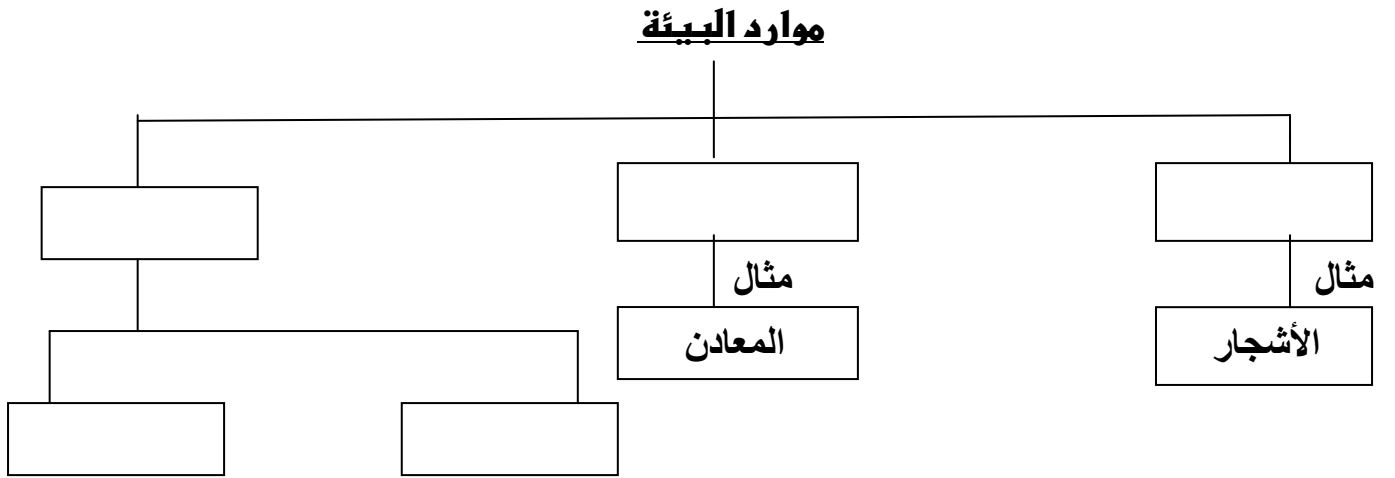 موارد البيئة
مثال
مثال
الأشجار
المعادن